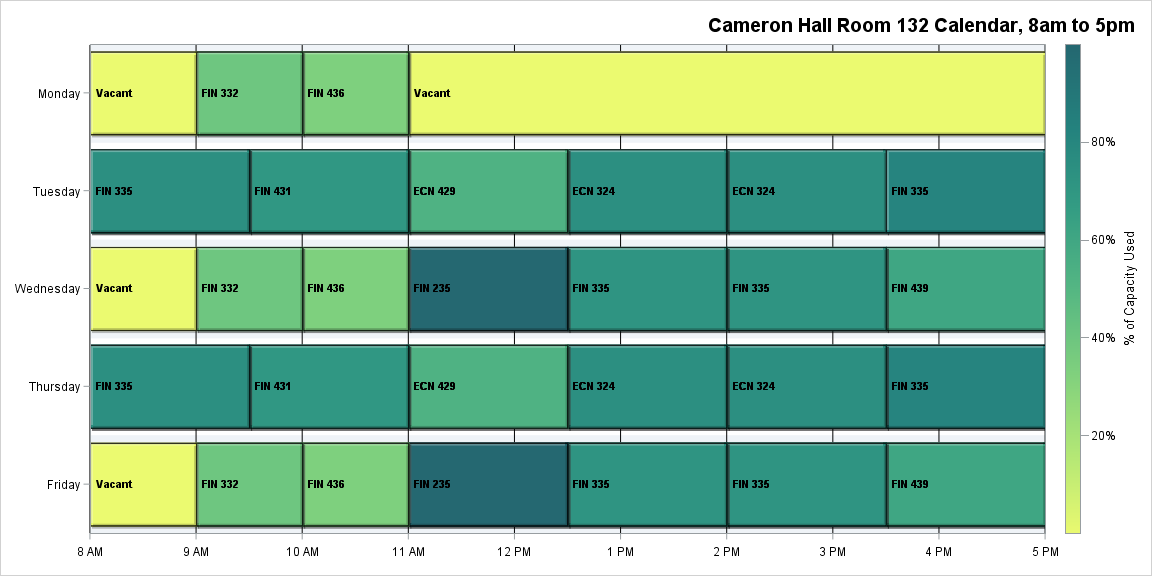 Cameron Hall Room 132 Calendar, 8am to 5pm
Monday Vacant FIN 332 FIN 436 Vacant
Tuesday FIN 335 FIN 431 ECN 429 ECN 324 ECN 324 FIN 335
Wednesday Vacant FIN 332 FIN 436 FIN 235 FIN 335 FIN 335 FIN 439
Thursday FIN 335 FIN 431 ECN 429 ECN 324 ECN 324 FIN 335
Friday Vacant FIN 332 FIN 436 FIN 235 FIN 335 FIN 335 FIN 439
8 AM 9 AM 10 AM 11 AM 12 PM 1 PM 2 PM 3 PM 4 PM 5 PM
80%
60%
40%
20%
% of Capacity Used